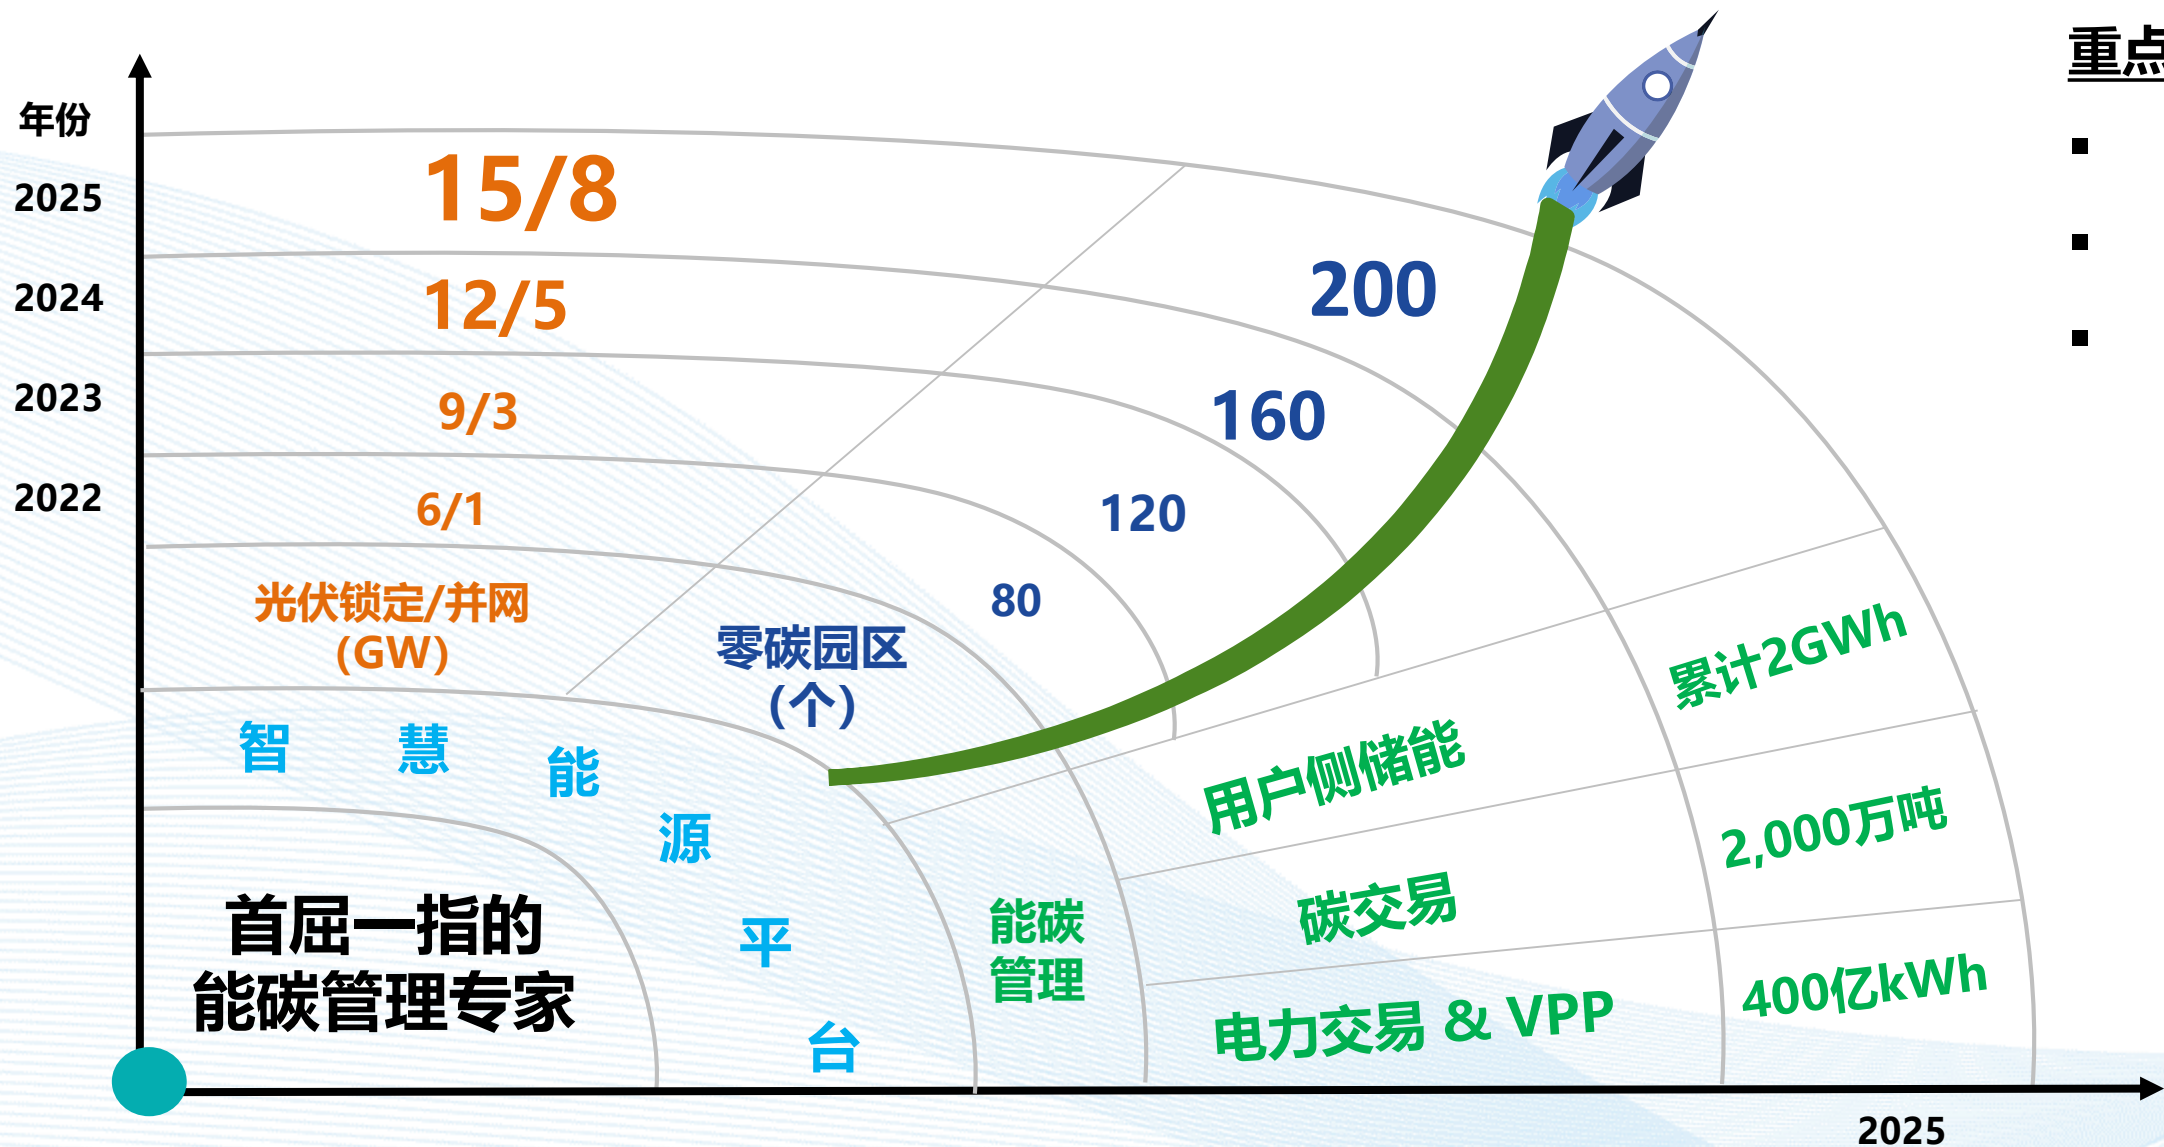 重点
年份
2025
15/8
200
2024
12/5
160
2023
9/3
120
2022
6/1
80
光伏锁定/并网
(GW)
零碳园区
(个)
智慧能源平台
首屈一指的
能碳管理专家
能碳
管理
用户侧储能
累计2GWh
碳交易
2,000万吨
电力交易 & VPP
400亿kWh
2025